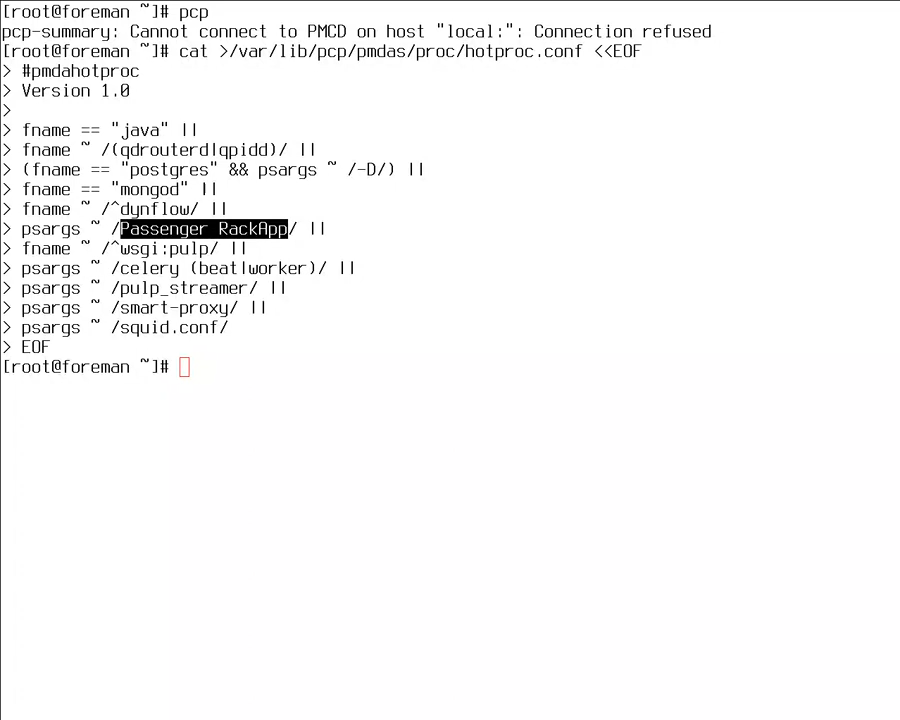 [root@foreman ~]# pcp
pcp-summary: Cannot connect to PMCD on host "local:": Connection refused
[root@foreman ~]# cat >/var/lib/pcp/pmdas/proc/hotproc.conf <<EOF
> #pmdahotproc
> Version 1.0
>
> fname == "java" ||
> fname ~ /(qdrouterd|qpidd)/ ||
> (fname == "postgres" && psargs ~ /-D/) ||
> fname == "mongod" ||
> fname ~ /^dynflow/ ||
> psargs ~ /Passenger RackApp/ ||
> fname ~ /^wsgi:pulp/ ||
> psargs ~ /celery (beat|worker)/ ||
> psargs ~ /pulp_streamer/ ||
> psargs ~ /smart-proxy/ ||
> psargs ~ /squid.conf/
> EOF
[root@foreman ~]#